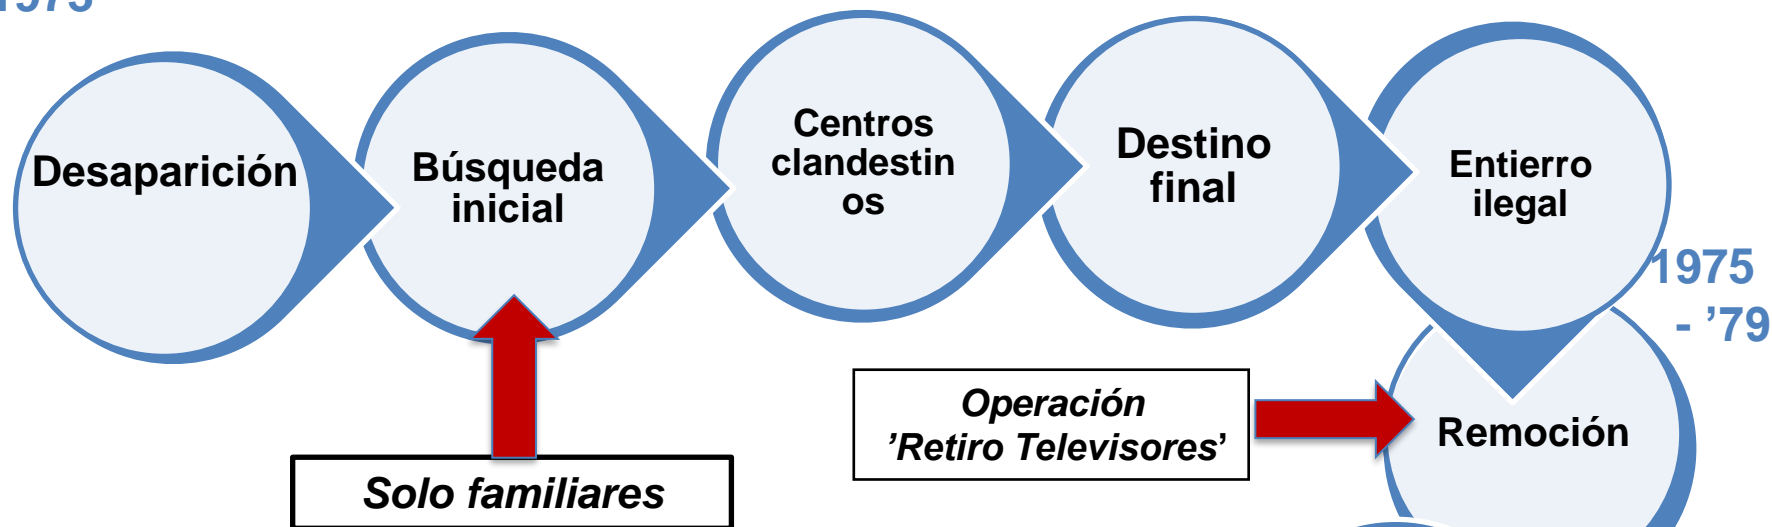 Desaparición
Búsqueda
inicial
Centros
clandestin
os
Destino
final
Entierro
ilegal
1975
- ’79
Remoción
Operación
’Retiro Televisores’
Solo familiares